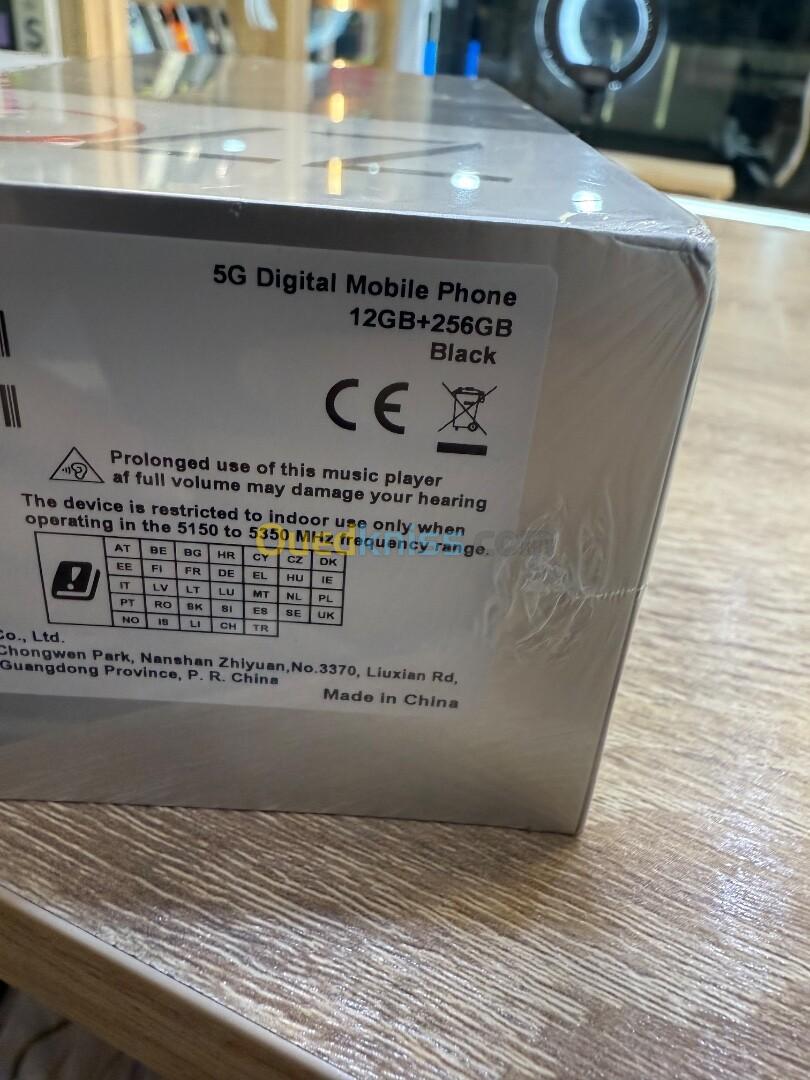 5G Digital Mobile Phone
12GB+256GB
Black
CE
Prolonged use of this music player
af full volume may damage your hearing
The device is restricted to indoor use only when
operating in the 5150 to 5350 MHz frequency range.
Ouedkniss.com
AT BE BG HR CY CZ DK
EE FI FR DE EL HU IE
IT LV LT LU MT NL PL
PT RO BK SI ES SE UK
NO IS LI CH TR
Co., Ltd.
Chongwen Park, Nanshan Zhiyuan,No.3370, Liuxian Rd,
Guangdong Province, P. R. China
Made in China